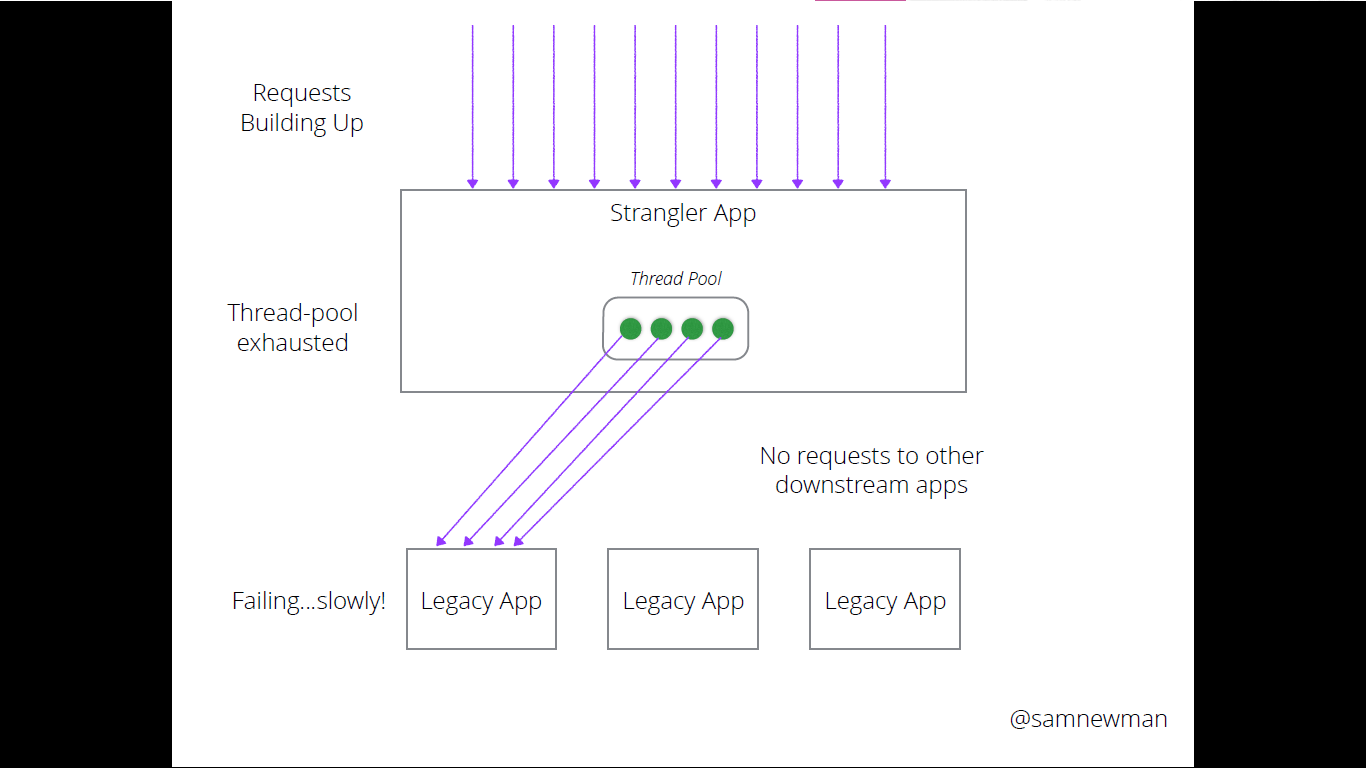 Requests
Building Up
Strangler App
Thread Pool
Thread-pool
exhausted
No requests to other
downstream apps
Failing...slowly!
Legacy App
Legacy App
Legacy App
@samnewman